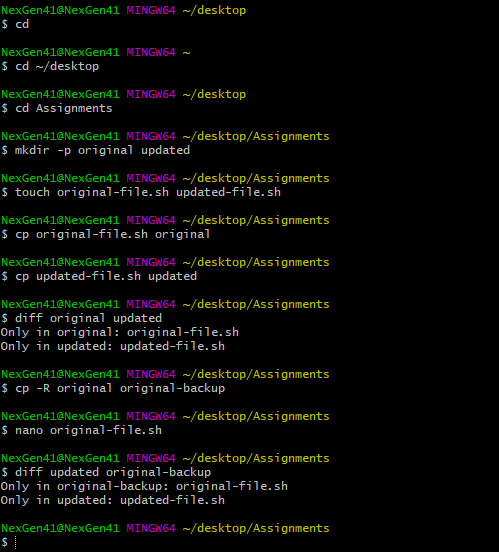 NexGen41@NexGen41 MINGW64 ~/desktop
$ cd
NexGen41@NexGen41 MINGW64 ~
$ cd ~/desktop
NexGen41@NexGen41 MINGW64 ~/desktop
$ cd Assignments
NexGen41@NexGen41 MINGW64 ~/desktop/Assignments
$ mkdir -p original updated
NexGen41@NexGen41 MINGW64 ~/desktop/Assignments
$ touch original-file.sh updated-file.sh
NexGen41@NexGen41 MINGW64 ~/desktop/Assignments
$ cp original-file.sh original
NexGen41@NexGen41 MINGW64 ~/desktop/Assignments
$ cp updated-file.sh updated
NexGen41@NexGen41 MINGW64 ~/desktop/Assignments
$ diff original updated
Only in original: original-file.sh
Only in updated: updated-file.sh
NexGen41@NexGen41 MINGW64 ~/desktop/Assignments
$ cp -R original original-backup
NexGen41@NexGen41 MINGW64 ~/desktop/Assignments
$ nano original-file.sh
NexGen41@NexGen41 MINGW64 ~/desktop/Assignments
$ diff updated original-backup
Only in original-backup: original-file.sh
Only in updated: updated-file.sh
NexGen41@NexGen41 MINGW64 ~/desktop/Assignments
$